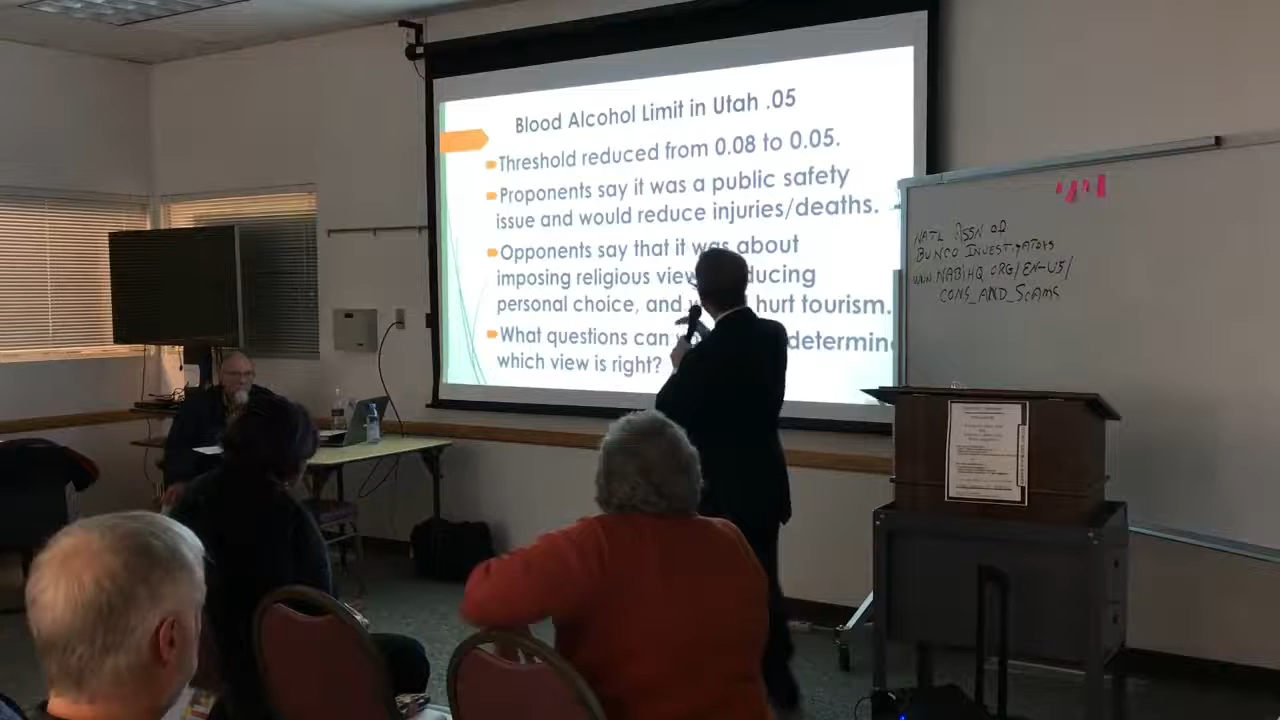 Blood Alcohol Limit in Utah .05
Threshold reduced from 0.08 to 0.05.
Proponents say it was a public safety
issue and would reduce injuries/deaths.
Opponents say that it was about
imposing religious view ducing
personal choice, and hurt tourism.
What questions can determine
which view is right?
NATL ASSN OF
BUNCO INVESTIGATORS
WWW.NABIHQ.ORG/EN-US/
CONS_AND_SCAMS